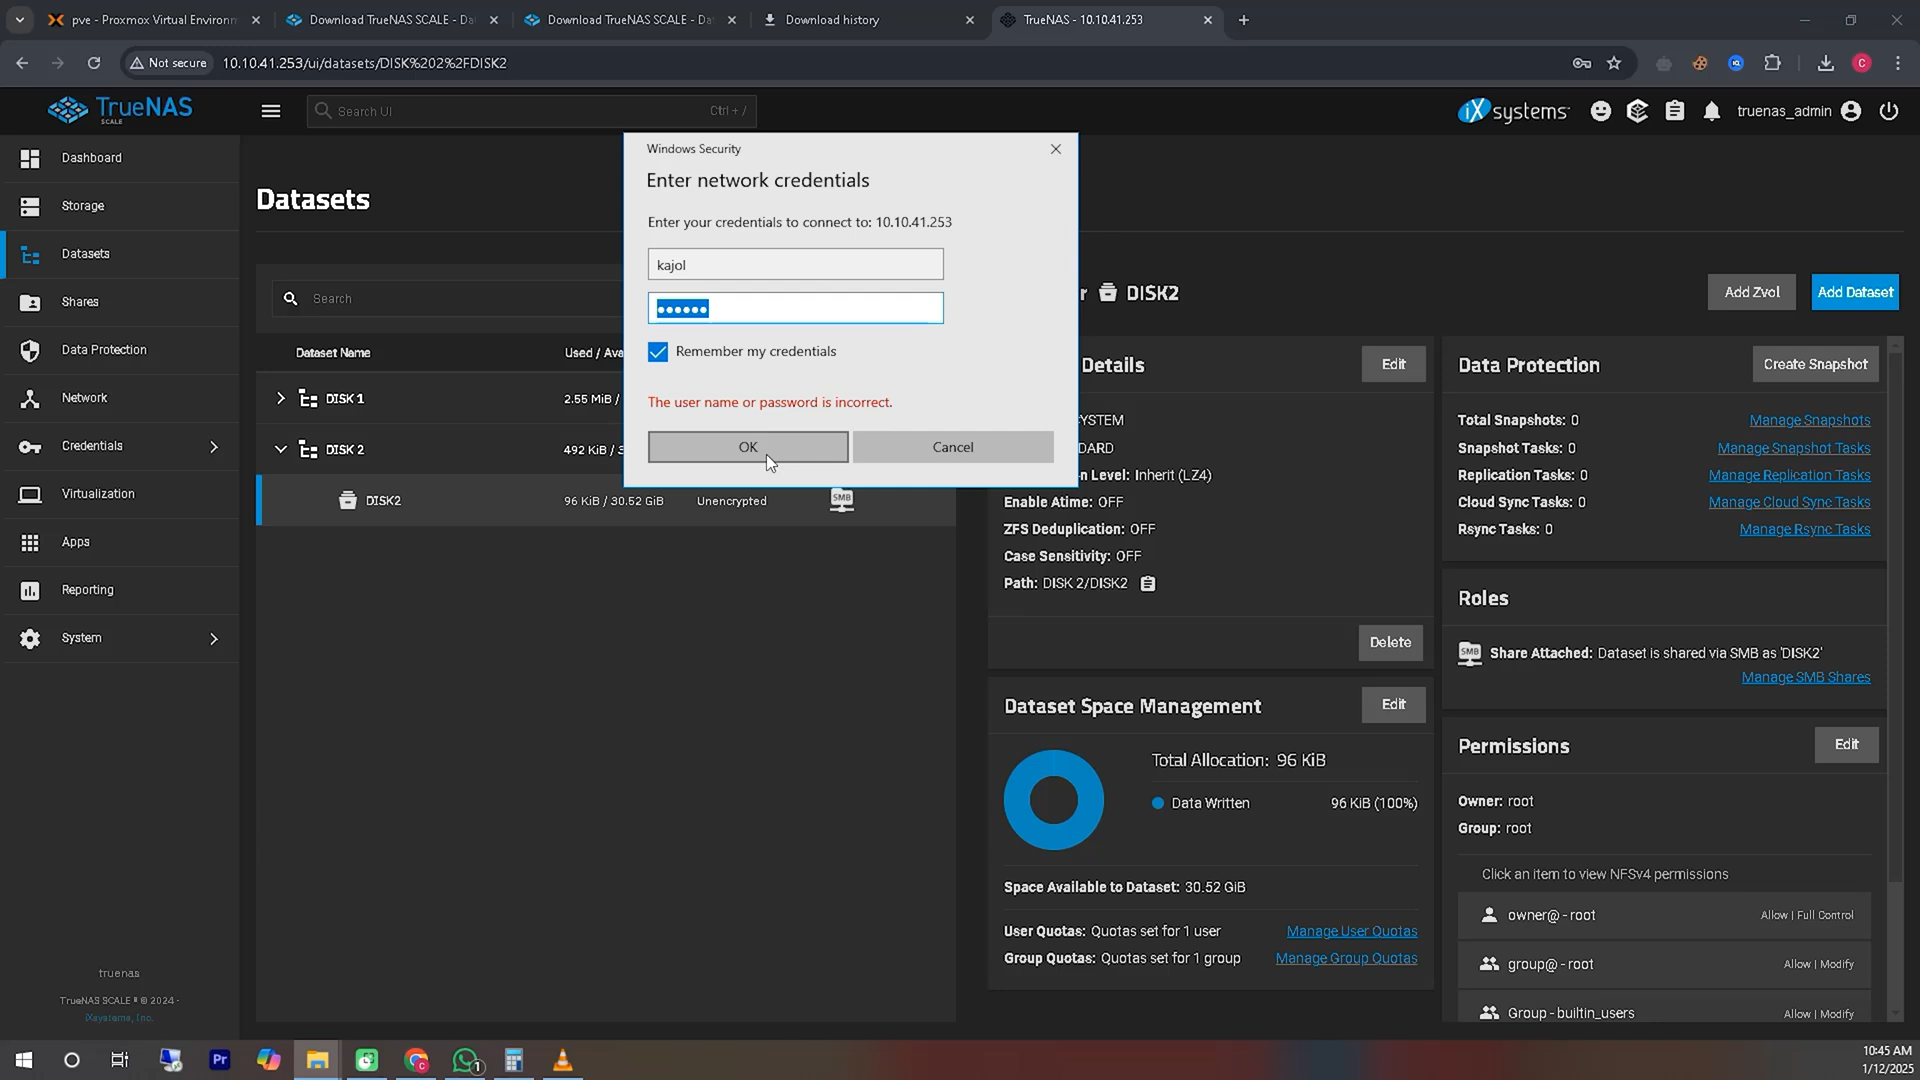 pve - Proxmox Virtual Environm
Download TrueNAS SCALE - Da
Download TrueNAS SCALE - Da
Download history
TrueNAS - 10.10.41.253
Not secure
10.10.41.253/ui/datasets/DISK%202%2FDISK2
TrueNAS
SCALE
Search UI
Ctrl + /
iXsystems
truenas_admin
Dashboard
Storage
Datasets
Shares
Data Protection
Network
Credentials
Virtualization
Apps
Reporting
System
truenas
TrueNAS SCALE ® © 2024 -
iXsystems, Inc.
Datasets
Search
Dataset Name
Used / Ava
DISK 1
2.55 MiB /
DISK 2
492 KiB / 3
DISK2
96 KiB / 30.52 GiB
Unencrypted
SMB
Windows Security
Enter network credentials
Enter your credentials to connect to: 10.10.41.253
kajol
●●●●●●
Remember my credentials
The user name or password is incorrect.
OK
Cancel
r
DISK2
Add Zvol
Add Dataset
Details
Edit
YSTEM
DARD
n Level: Inherit (LZ4)
Enable Atime: OFF
ZFS Deduplication: OFF
Case Sensitivity: OFF
Path: DISK 2/DISK2
Delete
Dataset Space Management
Edit
Total Allocation: 96 KiB
Data Written
96 KiB (100%)
Space Available to Dataset: 30.52 GiB
User Quotas: Quotas set for 1 user
Manage User Quotas
Group Quotas: Quotas set for 1 group
Manage Group Quotas
Data Protection
Create Snapshot
Total Snapshots: 0
Manage Snapshots
Snapshot Tasks: 0
Manage Snapshot Tasks
Replication Tasks: 0
Manage Replication Tasks
Cloud Sync Tasks: 0
Manage Cloud Sync Tasks
Rsync Tasks: 0
Manage Rsync Tasks
Roles
SMB
Share Attached: Dataset is shared via SMB as 'DISK2'
Manage SMB Shares
Permissions
Edit
Owner: root
Group: root
Click an item to view NFSv4 permissions
owner@ - root
Allow | Full Control
group@ - root
Allow | Modify
Group - builtin_users
Allow | Modify
Pr
1
10:45 AM
1/12/2025